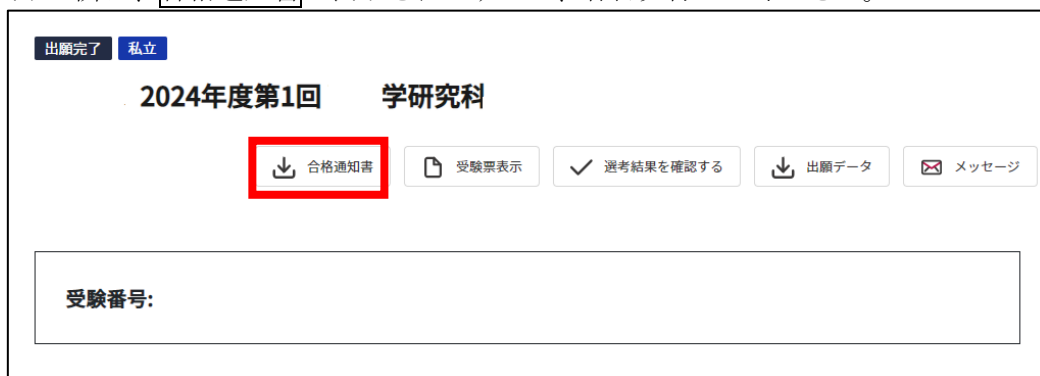 出願完了 私立
2024年度第1回 学研究科
合格通知書 受験票表示 選考結果を確認する 出願データ メッセージ
受験番号: